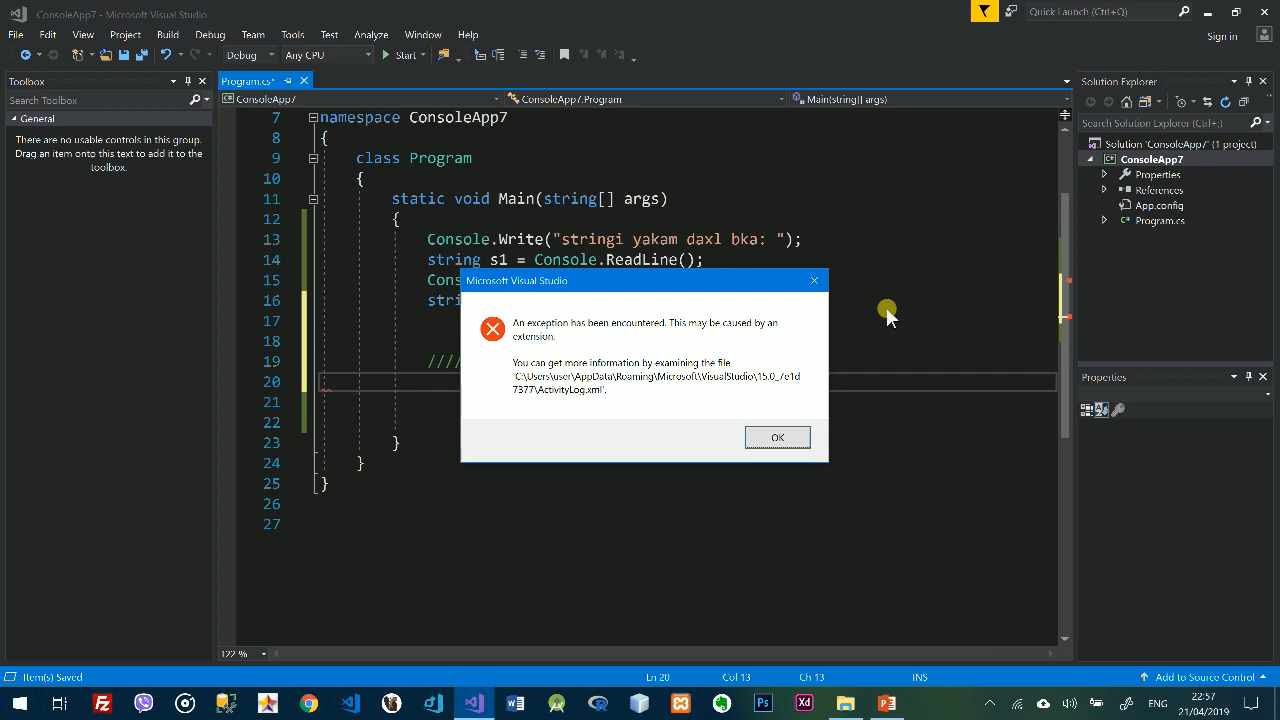 ConsoleApp7 - Microsoft Visual Studio
Quick Launch (Ctrl+Q)
File Edit View Project Build Debug Team Tools Test Analyze Window Help
Sign in
Debug Any CPU Start
Toolbox
Search Toolbox
General
There are no usable controls in this group.
Drag an item onto this text to add it to the
toolbox.
Program.cs*
ConsoleApp7 ConsoleApp7.Program Main(string[] args)
7 namespace ConsoleApp7
8 {
9 class Program
10 {
11 static void Main(string[] args)
12 {
13 Console.Write("stringi yakam daxl bka: ");
14 string s1 = Console.ReadLine();
15 Con
16 stri
17
18
19 ////
20
21
22
23 }
24 }
25 }
26
27
Microsoft Visual Studio
An exception has been encountered. This may be caused by an
extension.
You can get more information by examining the file
'C:\Users\user\AppData\Roaming\Microsoft\VisualStudio\15.0_7e1d
7377\ActivityLog.xml'.
OK
Solution Explorer
Search Solution Explorer (Ctrl+;)
Solution 'ConsoleApp7' (1 project)
ConsoleApp7
Properties
References
App.config
Program.cs
Properties
122 %
Item(s) Saved Ln 20 Col 13 Ch 13 INS Add to Source Control
Fz W R Ps Xd P
ENG
22:57
21/04/2019